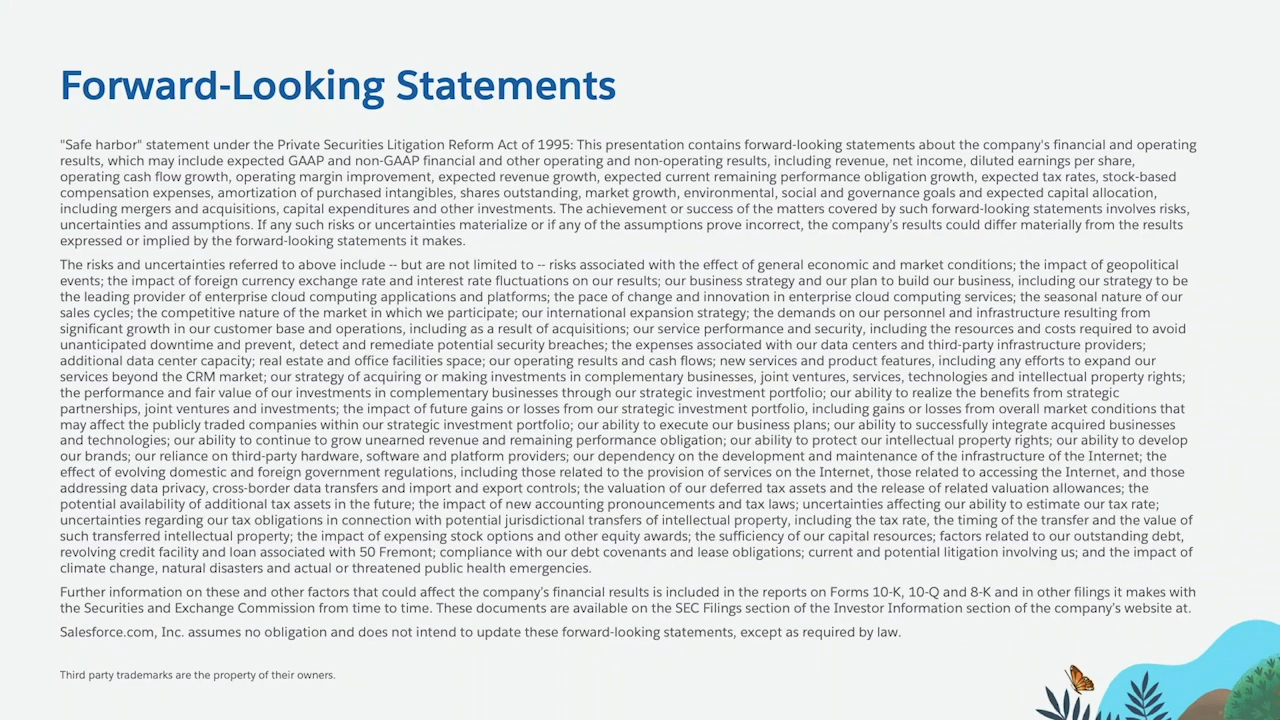 Forward-Looking Statements
"Safe harbor" statement under the Private Securities Litigation Reform Act of 1995: This presentation contains forward-looking statements about the company's financial and operating
results, which may include expected GAAP and non-GAAP financial and other operating and non-operating results, including revenue, net income, diluted earnings per share,
operating cash flow growth, operating margin improvement, expected revenue growth, expected current remaining performance obligation growth, expected tax rates, stock-based
compensation expenses, amortization of purchased intangibles, shares outstanding, market growth, environmental, social and governance goals and expected capital allocation,
including mergers and acquisitions, capital expenditures and other investments. The achievement or success of the matters covered by such forward-looking statements involves risks,
uncertainties and assumptions. If any such risks or uncertainties materialize or if any of the assumptions prove incorrect, the company's results could differ materially from the results
expressed or implied by the forward-looking statements it makes.
The risks and uncertainties referred to above include -- but are not limited to -- risks associated with the effect of general economic and market conditions; the impact of geopolitical
events; the impact of foreign currency exchange rate and interest rate fluctuations on our results; our business strategy and our plan to build our business, including our strategy to be
the leading provider of enterprise cloud computing applications and platforms; the pace of change and innovation in enterprise cloud computing services; the seasonal nature of our
sales cycles; the competitive nature of the market in which we participate; our international expansion strategy; the demands on our personnel and infrastructure resulting from
significant growth in our customer base and operations, including as a result of acquisitions; our service performance and security, including the resources and costs required to avoid
unanticipated downtime and prevent, detect and remediate potential security breaches; the expenses associated with our data centers and third-party infrastructure providers;
additional data center capacity; real estate and office facilities space; our operating results and cash flows; new services and product features, including any efforts to expand our
services beyond the CRM market; our strategy of acquiring or making investments in complementary businesses, joint ventures, services, technologies and intellectual property rights;
the performance and fair value of our investments in complementary businesses through our strategic investment portfolio; our ability to realize the benefits from strategic
partnerships, joint ventures and investments; the impact of future gains or losses from our strategic investment portfolio, including gains or losses from overall market conditions that
may affect the publicly traded companies within our strategic investment portfolio; our ability to execute our business plans; our ability to successfully integrate acquired businesses
and technologies; our ability to continue to grow unearned revenue and remaining performance obligation; our ability to protect our intellectual property rights; our ability to develop
our brands; our reliance on third-party hardware, software and platform providers; our dependency on the development and maintenance of the infrastructure of the Internet; the
effect of evolving domestic and foreign government regulations, including those related to the provision of services on the Internet, those related to accessing the Internet, and those
addressing data privacy, cross-border data transfers and import and export controls; the valuation of our deferred tax assets and the release of related valuation allowances; the
potential availability of additional tax assets in the future; the impact of new accounting pronouncements and tax laws; uncertainties affecting our ability to estimate our tax rate;
uncertainties regarding our tax obligations in connection with potential jurisdictional transfers of intellectual property, including the tax rate, the timing of the transfer and the value of
such transferred intellectual property; the impact of expensing stock options and other equity awards; the sufficiency of our capital resources; factors related to our outstanding debt,
revolving credit facility and loan associated with 50 Fremont; compliance with our debt covenants and lease obligations; current and potential litigation involving us; and the impact of
climate change, natural disasters and actual or threatened public health emergencies.
Further information on these and other factors that could affect the company's financial results is included in the reports on Forms 10-K, 10-Q and 8-K and in other filings it makes with
the Securities and Exchange Commission from time to time. These documents are available on the SEC Filings section of the Investor Information section of the company's website at.
Salesforce.com, Inc. assumes no obligation and does not intend to update these forward-looking statements, except as required by law.
Third party trademarks are the property of their owners.